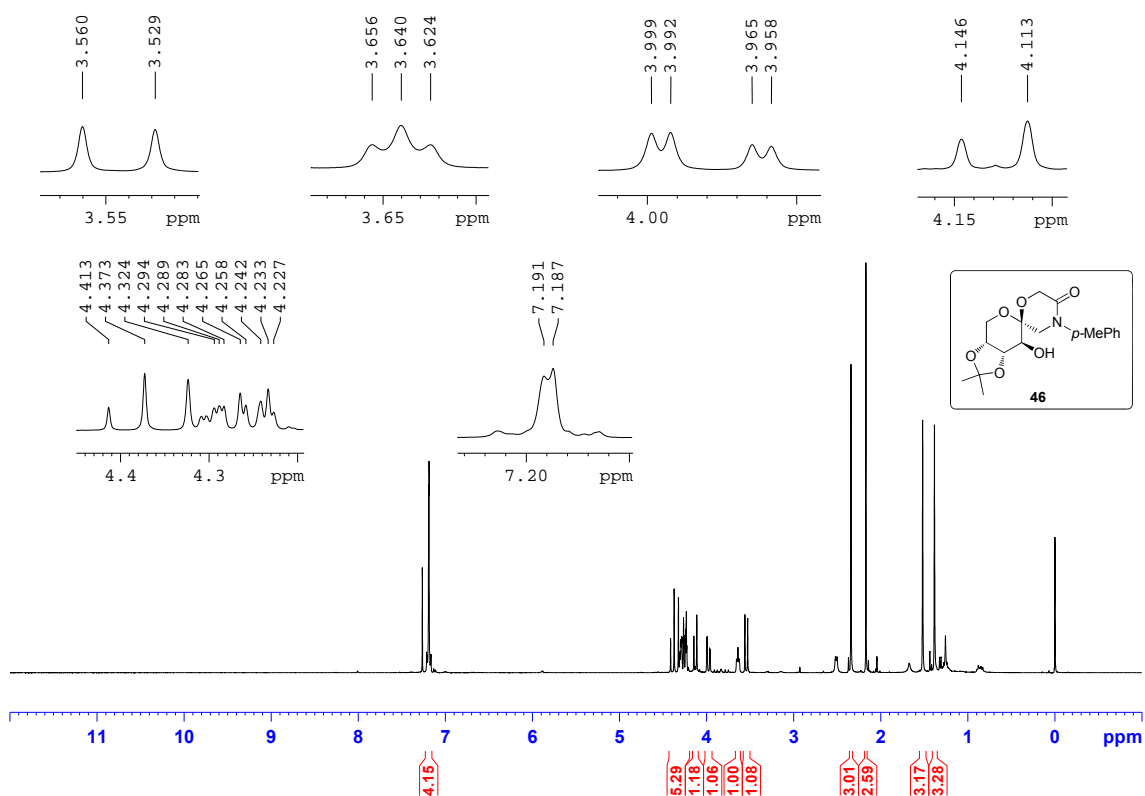 3.560
3.529
3.656
3.640
3.624
3.999
3.992
3.965
3.958
4.146
4.113
3.55 ppm
3.65 ppm
4.00 ppm
4.15 ppm
4.413
4.373
4.324
4.294
4.289
4.283
4.265
4.258
4.242
4.233
4.227
7.191
7.187
4.4 4.3 ppm
7.20 ppm
O
O
O
N
p-MePh
OH
O
O
46
11 10 9 8 7 6 5 4 3 2 1 0 ppm
4.15
5.29
1.18
1.06
1.00
1.08
3.01
2.59
3.17
3.28